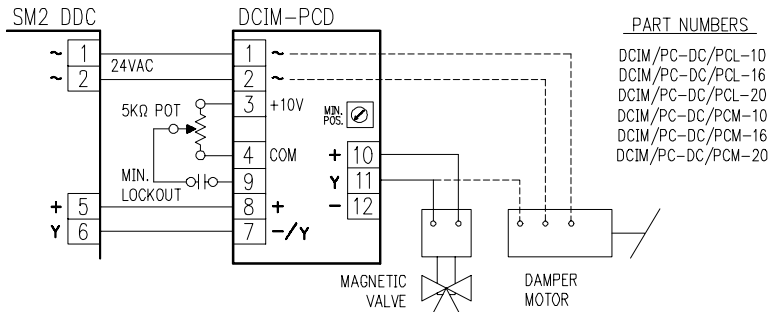 SM2 DDC
DCIM-PCD
PART NUMBERS
~ 1
24VAC
1 ~
~ 2
2 ~
DCIM/PC-DC/PCL-10
DCIM/PC-DC/PCL-16
DCIM/PC-DC/PCL-20
DCIM/PC-DC/PCM-10
DCIM/PC-DC/PCM-16
DCIM/PC-DC/PCM-20
5KΩ POT
3 +10V
MIN.
POS.
4 COM
+ 10
MIN.
LOCKOUT
9
Y 11
+ 5
8 +
- 12
Y 6
7 -/Y
MAGNETIC
VALVE
DAMPER
MOTOR